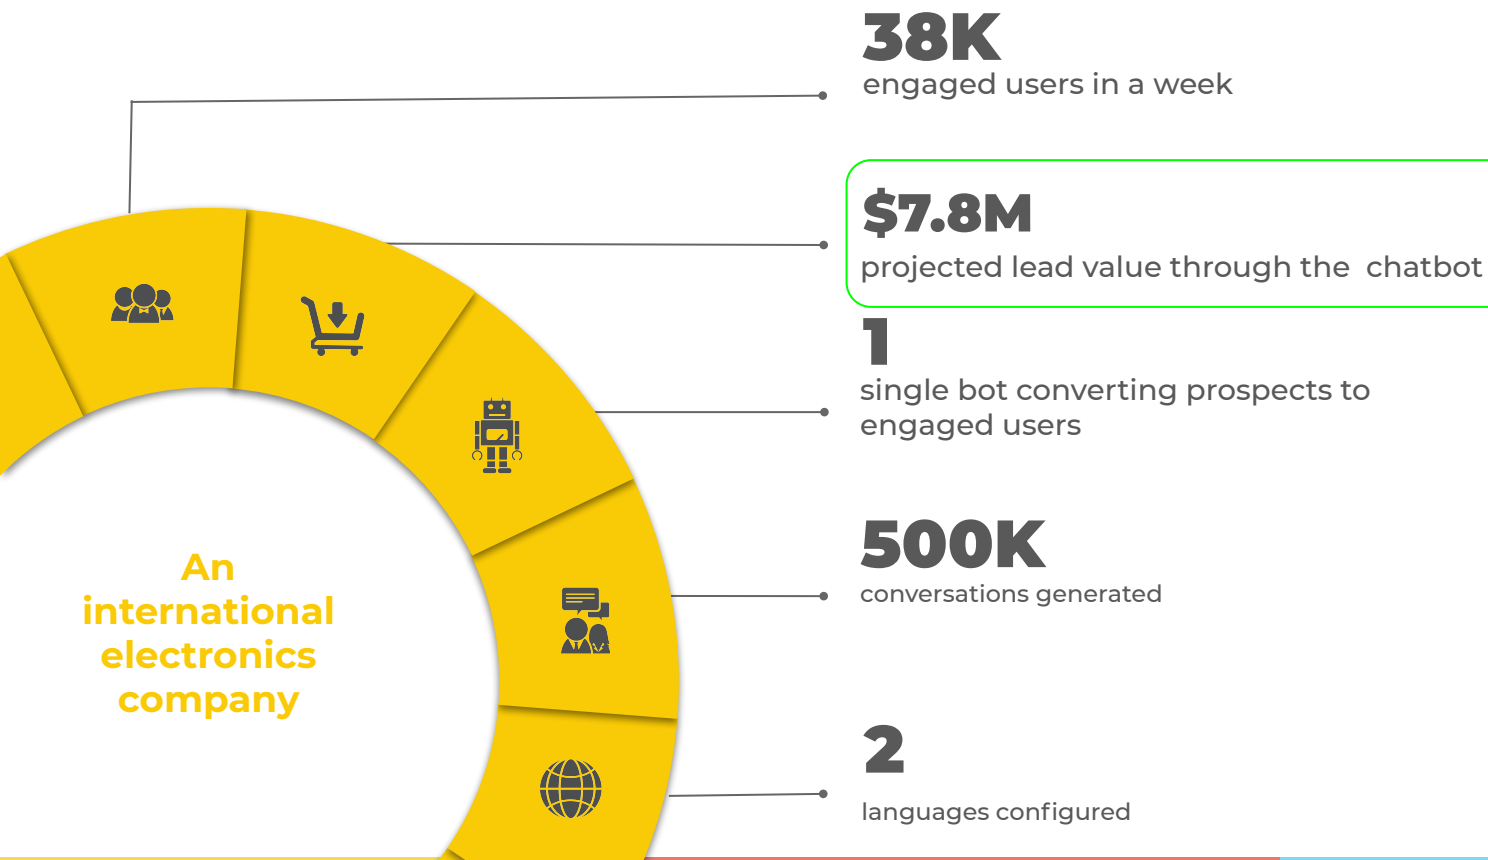 38K
engaged users in a week
$7.8M
projected lead value through the chatbot
1
single bot converting prospects to
engaged users
500K
conversations generated
2
languages configured
An
international
electronics
company